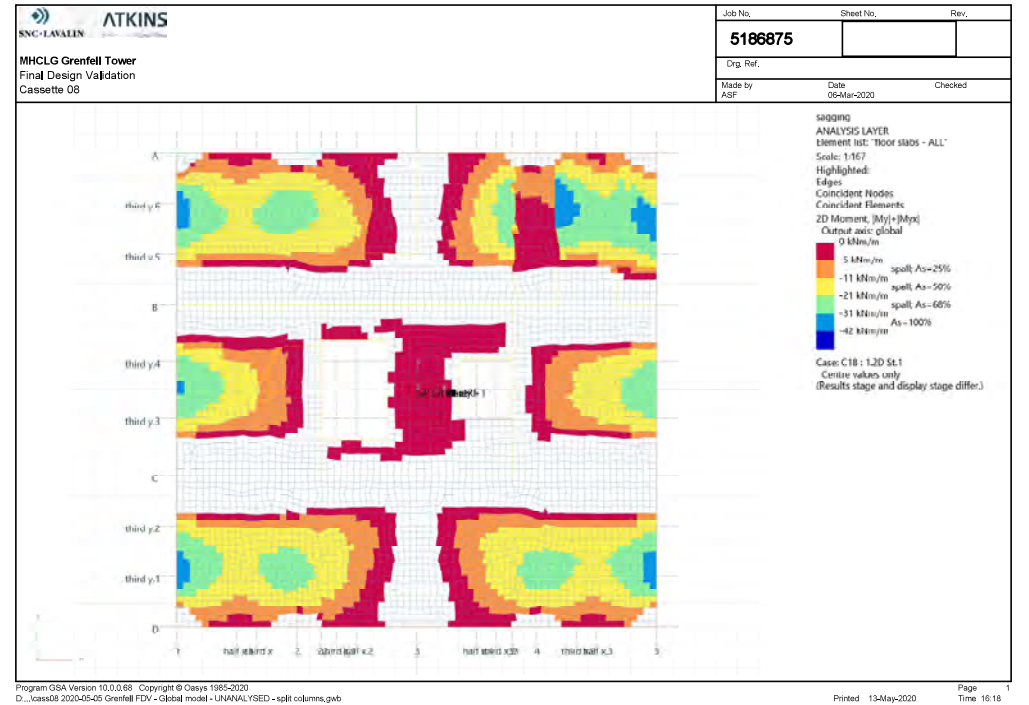 SNC•LAVALIN ATKINS
MHCLG Grenfell Tower
Final Design Validation
Cassette 08
Job No. Sheet No. Rev.
5186875
Drg. Ref.
Made by Date Checked
ASF 06-Mar-2020
sagging
ANALYSIS LAYER
Element list: "floor slabs - ALL"
Scale: 1:167
Highlighted:
Edges
Coincident Nodes
Coincident Elements
2D Moment, |My|+|Myx|
Output axis: global
0 kNm/m
-5 kNm/m
spall; As=25%
-11 kNm/m
spall; As=50%
-21 kNm/m
spall; As=68%
-31 kNm/m
As=100%
-42 kNm/m
Case: C18 : 1.2D St.1
Centre values only
(Results stage and display stage differ.)
A
third y.6
third y.5
B
third y.4
third y.3
C
third y.2
third y.1
D
1 2 3 4 5
third half x.3
Program GSA Version 10.0.0.68 Copyright © Oasys 1985-2020
D:...\cass08 2020-05-05 Grenfell FDV - Global model - UNANALYSED - split columns.gwb
Printed 13-May-2020
Page 1
Time 16:18